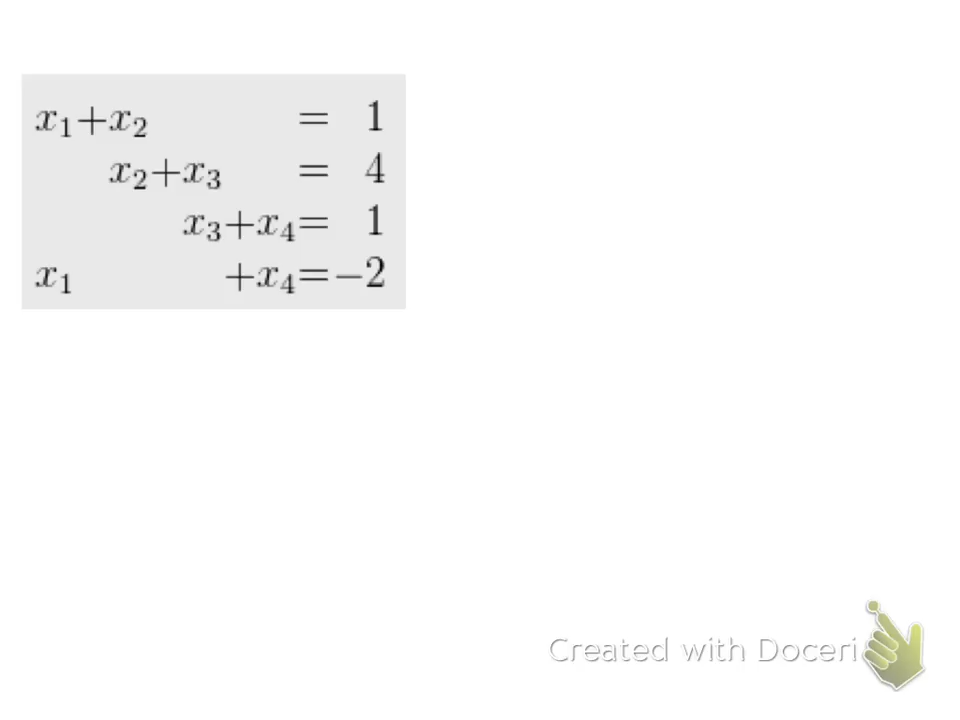 x₁+x₂ = 1
x₂+x₃ = 4
x₃+x₄= 1
x₁ +x₄=−2
Created with Doceri